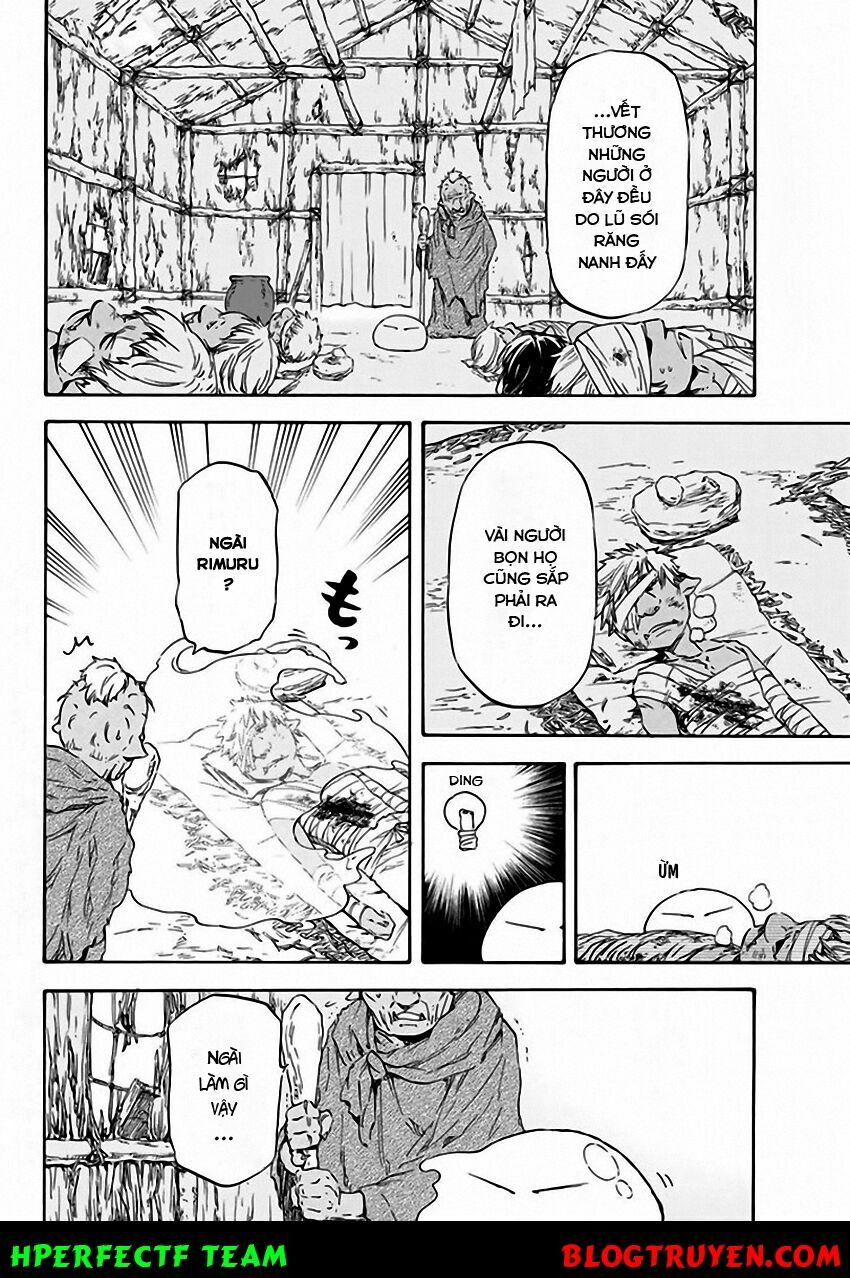 ...VẾT
THƯƠNG
NHỮNG
NGƯỜI Ở
ĐÂY ĐỀU
DO LŨ SÓI
RĂNG
NANH ĐẤY
VÀI NGƯỜI
BỌN HỌ
CŨNG SẮP
PHẢI RA
ĐI...
NGÀI
RIMURU
?
もっ
ỪM
DING
NGÀI
LÀM GÌ
VẬY
...
HPERFECTF TEAM
BLOGTRUYEN.COM